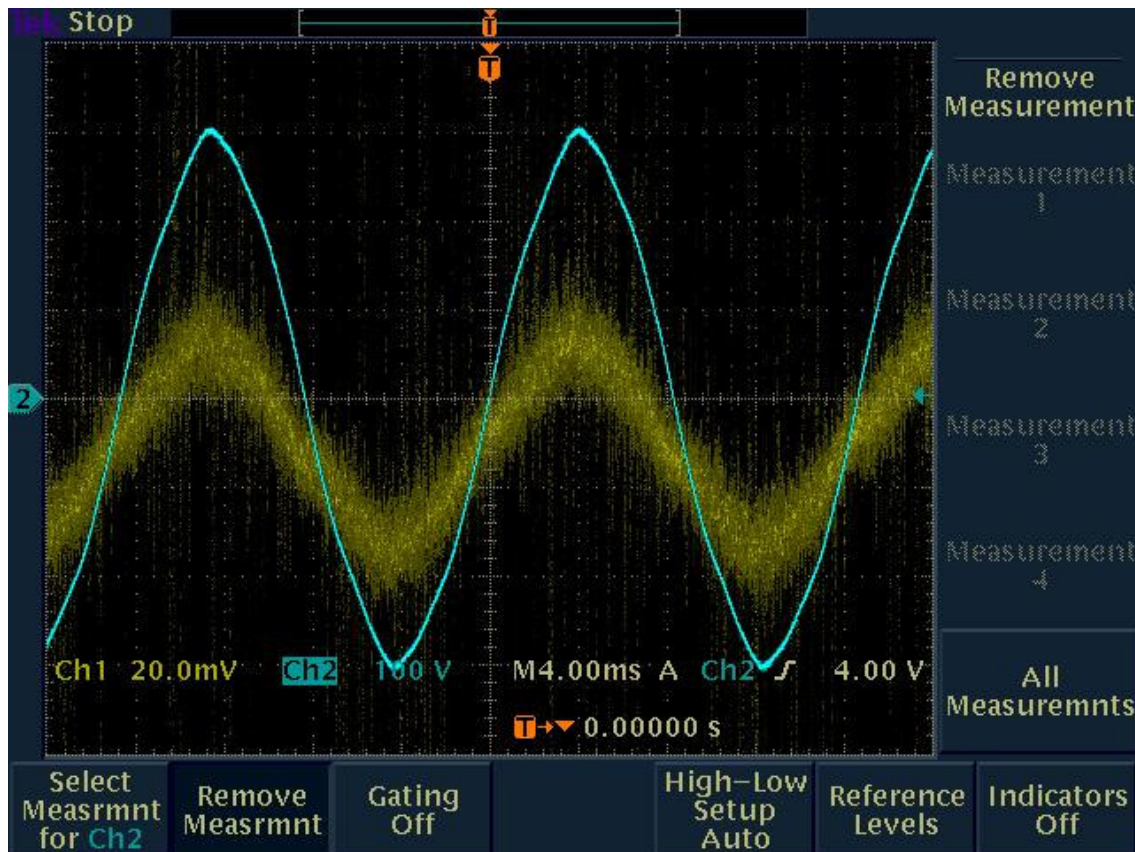 Tek Stop
T
T
Remove
Measurement
Measurement
1
Measurement
2
2
Measurement
3
Measurement
4
Ch1 20.0mV Ch2 100 V M4.00ms A Ch2 4.00 V
T 0.00000 s
All
Measuremnts
Select
Measrmnt
for Ch2
Remove
Measrmnt
Gating
Off
High-Low
Setup
Auto
Reference
Levels
Indicators
Off